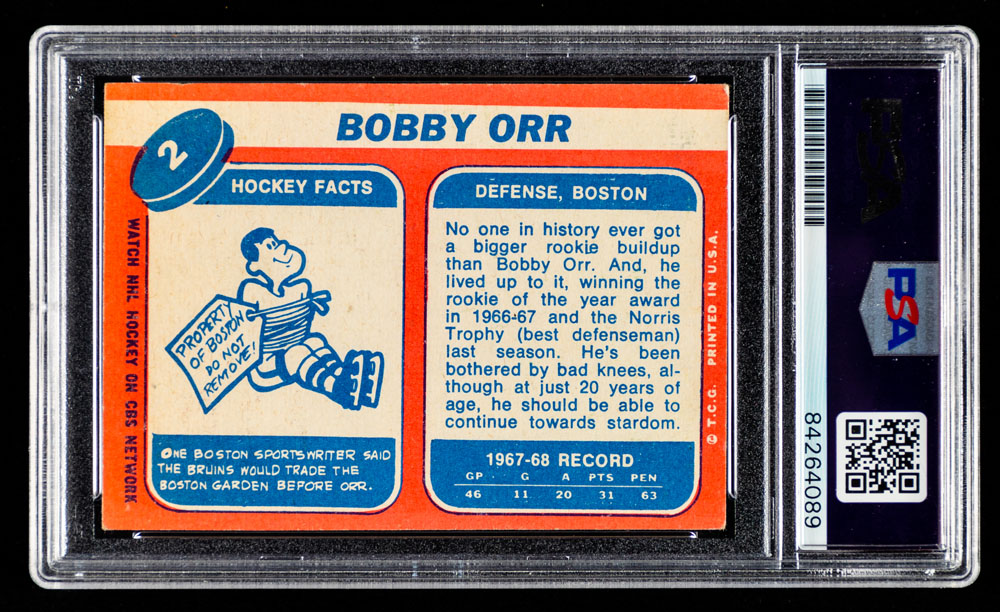 BOBBY ORR
2
HOCKEY FACTS
PROPERTY
OF BOSTON
DO NOT
REMOVE!
ONE BOSTON SPORTSWRITER SAID
THE BRUINS WOULD TRADE THE
BOSTON GARDEN BEFORE ORR.
WATCH NHL HOCKEY ON CBS NETWORK
DEFENSE, BOSTON
No one in history ever got
a bigger rookie buildup
than Bobby Orr. And, he
lived up to it, winning the
rookie of the year award
in 1966-67 and the Norris
Trophy (best defenseman)
last season. He's been
bothered by bad knees, al-
though at just 20 years of
age, he should be able to
continue towards stardom.
1967-68 RECORD
GP G A PTS PEN
46 11 20 31 63
© T.C.G. PRINTED IN U.S.A.
PSA
PSA
84264089